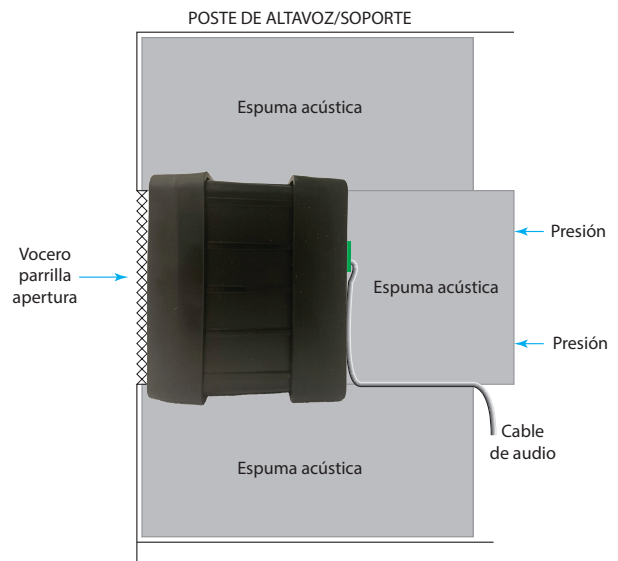 POSTE DE ALTAVOZ/SOPORTE
Espuma acústica
Presión
Vocero
parrilla
apertura
Espuma acústica
Presión
Cable
de audio
Espuma acústica